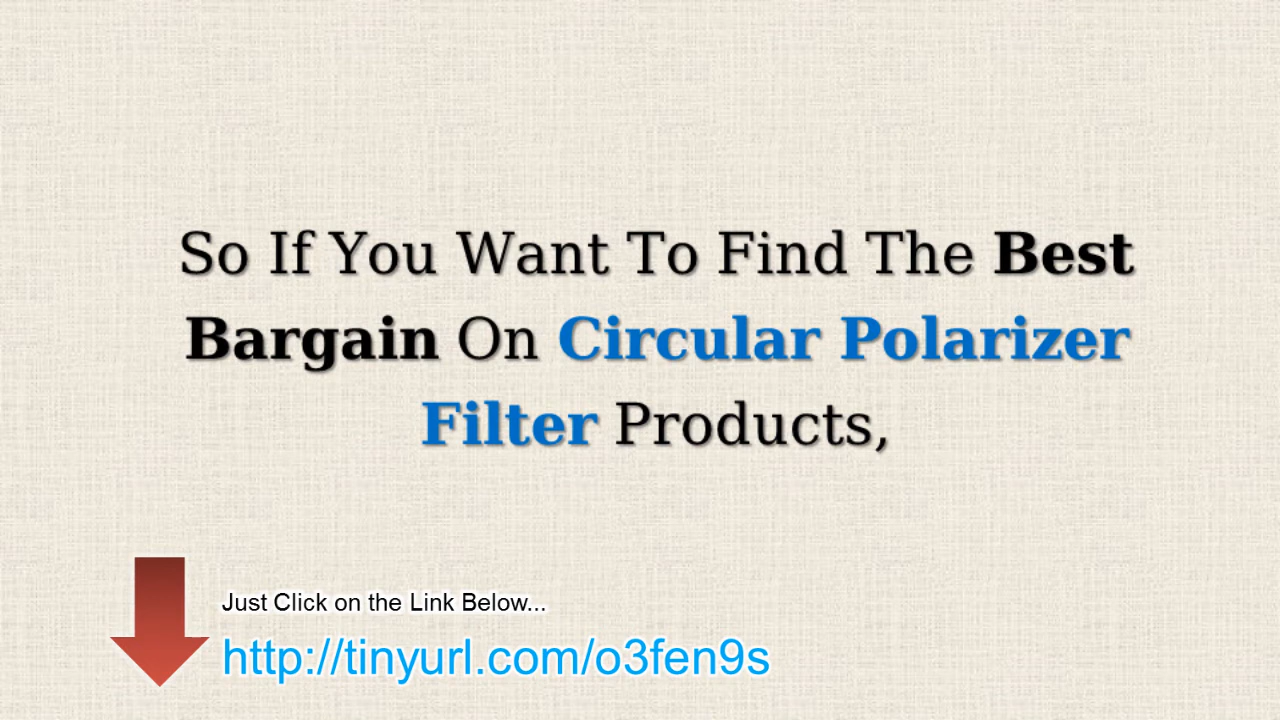 So If You Want To Find The Best
Bargain On Circular Polarizer
Filter Products,
Just Click on the Link Below...
http://tinyurl.com/o3fen9s